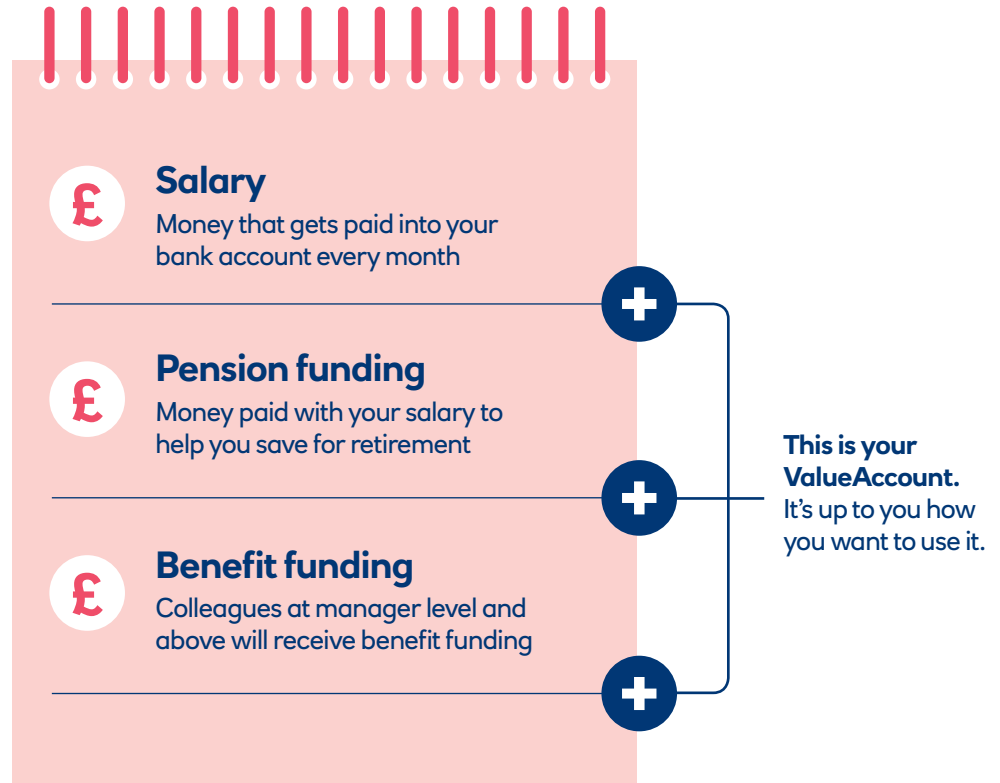 £
Salary
Money that gets paid into your
bank account every month
£
Pension funding
Money paid with your salary to
help you save for retirement
£
Benefit funding
Colleagues at manager level and
above will receive benefit funding
This is your
ValueAccount.
It’s up to you how
you want to use it.